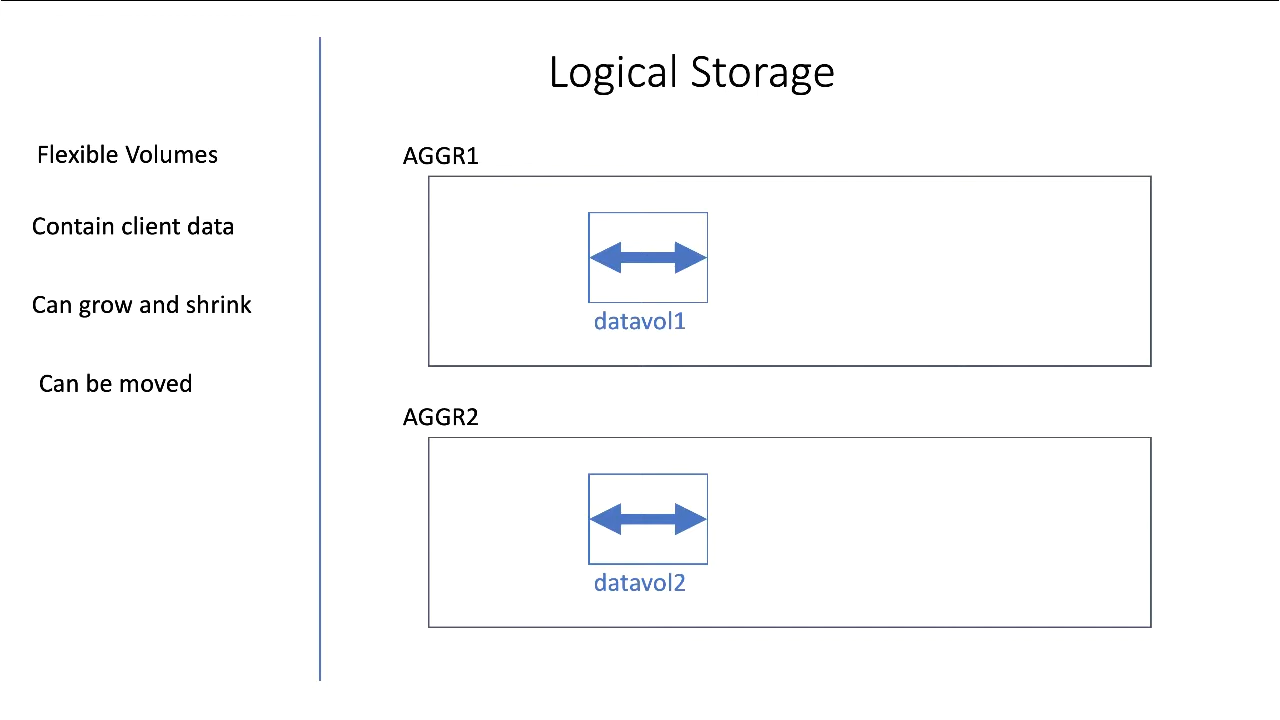 Logical Storage
Flexible Volumes
Contain client data
Can grow and shrink
Can be moved
AGGR1
datavol1
AGGR2
datavol2